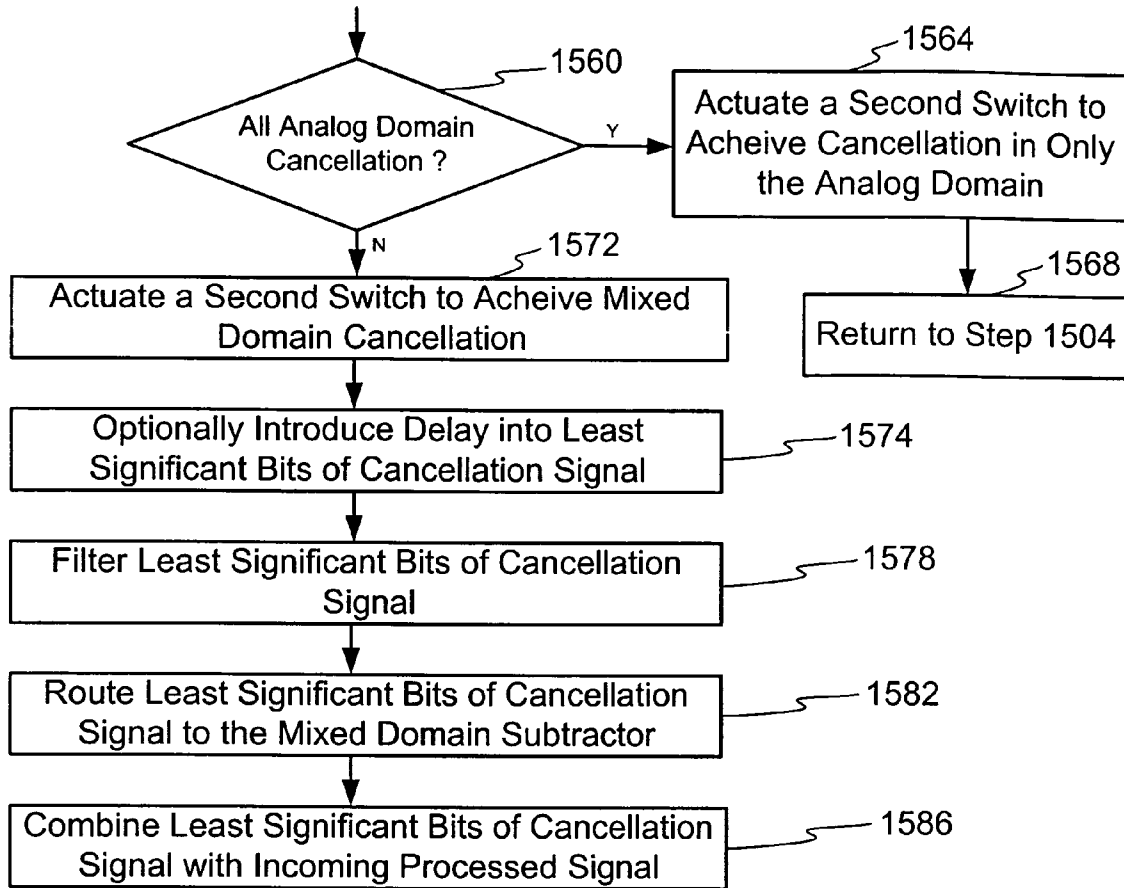 1560
All Analog Domain
Cancellation ?
Y
N
1564
Actuate a Second Switch to
Acheive Cancellation in Only
the Analog Domain
1568
Return to Step 1504
1572
Actuate a Second Switch to Acheive Mixed
Domain Cancellation
1574
Optionally Introduce Delay into Least
Significant Bits of Cancellation Signal
1578
Filter Least Significant Bits of Cancellation
Signal
1582
Route Least Significant Bits of Cancellation
Signal to the Mixed Domain Subtractor
1586
Combine Least Significant Bits of Cancellation
Signal with Incoming Processed Signal